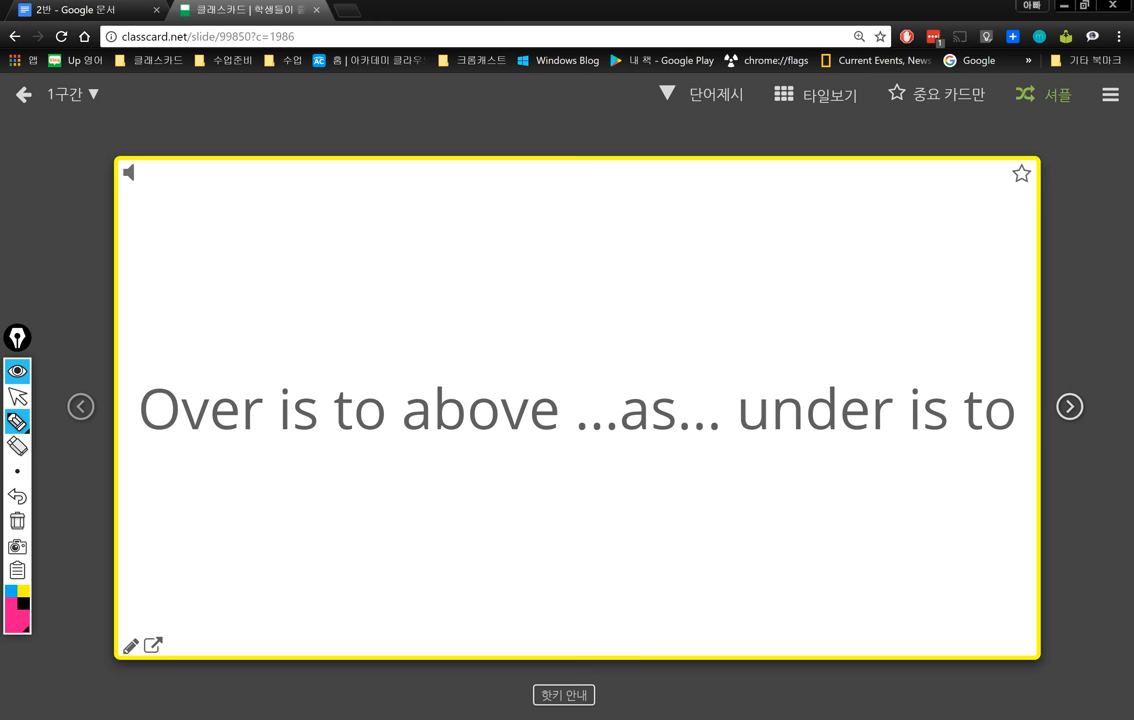 2반 - Google 문서
클래스카드 | 학생들이
아빠
classcard.net/slide/99850?c=1986
앱
Up 영어
클래스카드
수업준비
수업
홈 | 아카데미 클라우
크롬캐스트
Windows Blog
내 책 - Google Play
chrome://flags
Current Events, News
Google
»
기타 북마크
1구간 ▼
▼ 단어제시
타일보기
중요 카드만
셔플
Over is to above ...as... under is to
핫키 안내